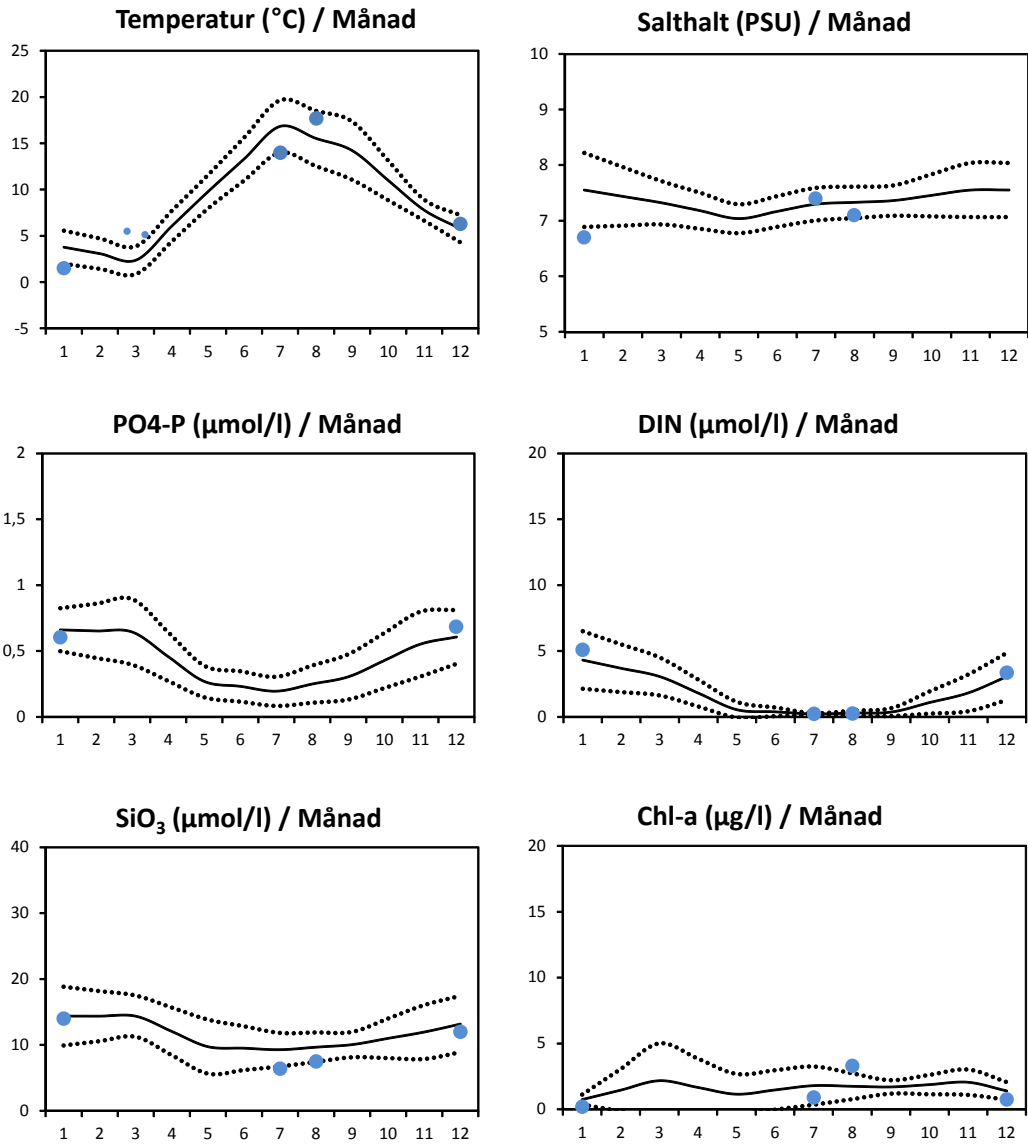 Temperatur (°C) / Månad
25
20
15
10
5
0
-5
1 2 3 4 5 6 7 8 9 10 11 12
Salthalt (PSU) / Månad
10
9
8
7
6
5
1 2 3 4 5 6 7 8 9 10 11 12
PO4-P (µmol/l) / Månad
2
1,5
1
0,5
0
1 2 3 4 5 6 7 8 9 10 11 12
DIN (µmol/l) / Månad
20
15
10
5
0
1 2 3 4 5 6 7 8 9 10 11 12
SiO₃ (µmol/l) / Månad
40
30
20
10
0
1 2 3 4 5 6 7 8 9 10 11 12
Chl-a (µg/l) / Månad
20
15
10
5
0
1 2 3 4 5 6 7 8 9 10 11 12